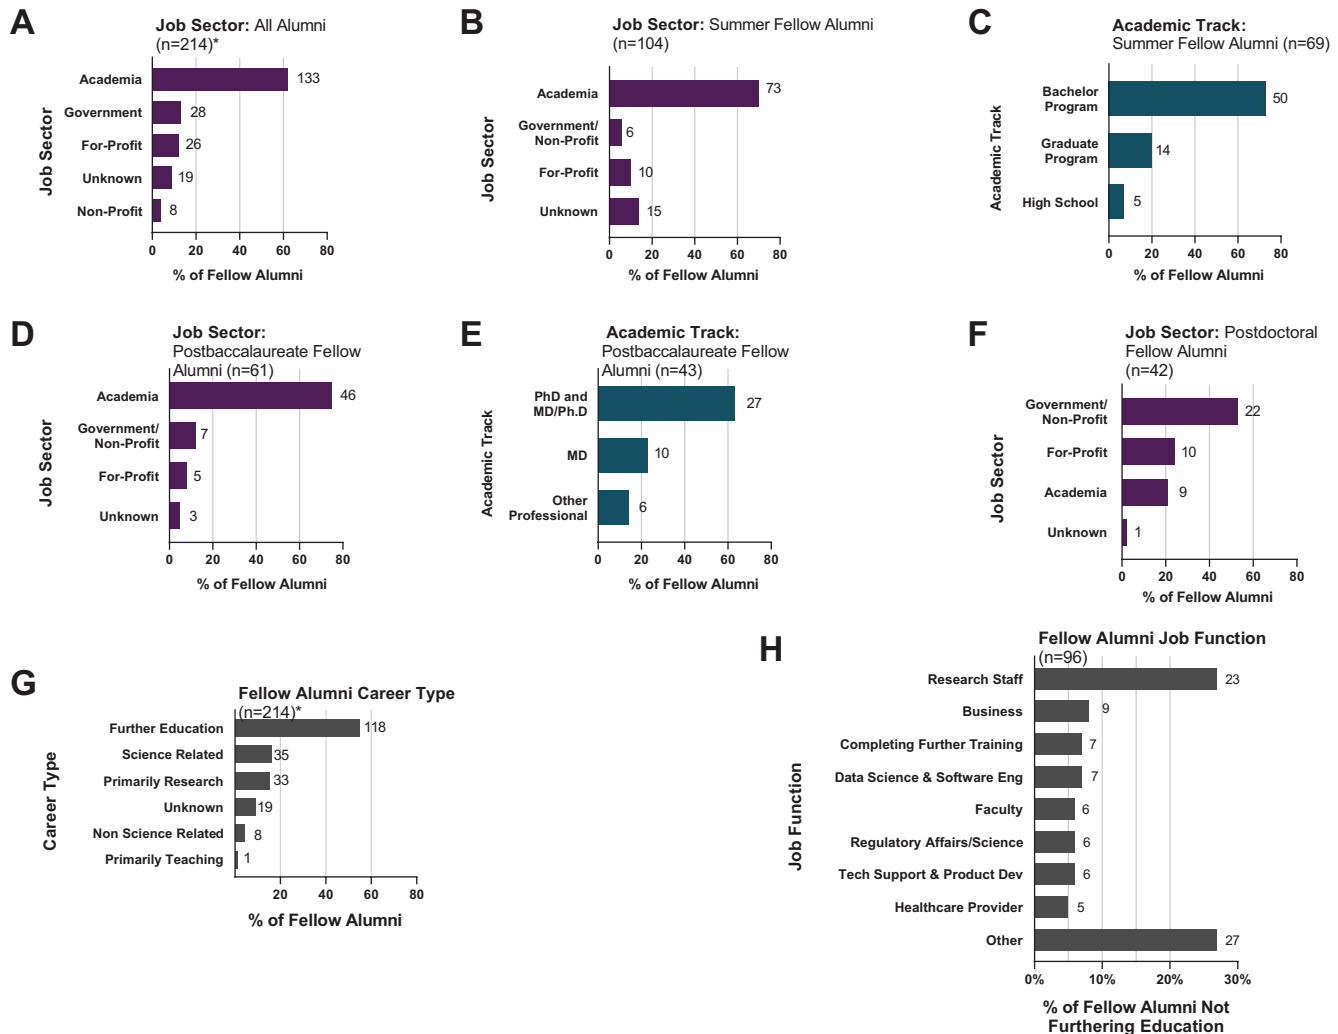 A
Job Sector: All Alumni
(n=214)*
Job Sector
Academia
133
Government
28
For-Profit
26
Unknown
19
Non-Profit
8
0 20 40 60 80
% of Fellow Alumni
B
Job Sector: Summer Fellow Alumni
(n=104)
Job Sector
Academia
73
Government/
Non-Profit
6
For-Profit
10
Unknown
15
0 20 40 60 80
% of Fellow Alumni
C
Academic Track:
Summer Fellow Alumni (n=69)
Academic Track
Bachelor
Program
50
Graduate
Program
14
High School
5
0 20 40 60 80
% of Fellow Alumni
D
Job Sector:
Postbaccalaureate Fellow
Alumni (n=61)
Job Sector
Academia
46
Government/
Non-Profit
7
For-Profit
5
Unknown
3
0 20 40 60 80
% of Fellow Alumni
E
Academic Track:
Postbaccalaureate Fellow
Alumni (n=43)
Academic Track
PhD and
MD/Ph.D
27
MD
10
Other
Professional
6
0 20 40 60 80
% of Fellow Alumni
F
Job Sector: Postdoctoral
Fellow Alumni
(n=42)
Job Sector
Government/
Non-Profit
22
For-Profit
10
Academia
9
Unknown
1
0 20 40 60 80
% of Fellow Alumni
G
Fellow Alumni Career Type
(n=214)*
Career Type
Further Education
118
Science Related
35
Primarily Research
33
Unknown
19
Non Science Related
8
Primarily Teaching
1
20 40 60 80
% of Fellow Alumni
H
Fellow Alumni Job Function
(n=96)
Job Function
Research Staff
23
Business
9
Completing Further Training
7
Data Science & Software Eng
7
Faculty
6
Regulatory Affairs/Science
6
Tech Support & Product Dev
6
Healthcare Provider
5
Other
27
0% 10% 20% 30%
% of Fellow Alumni Not
Furthering Education